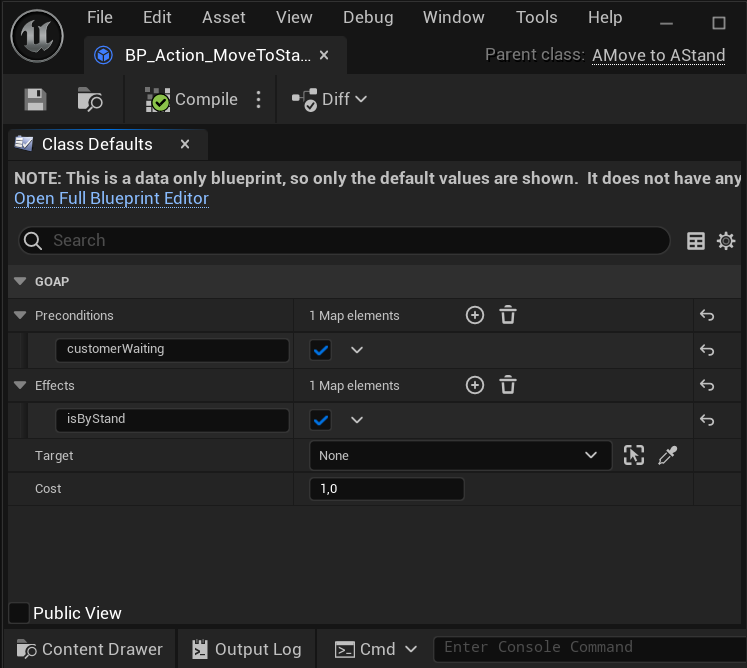 File Edit Asset View Debug Window Tools Help
BP_Action_MoveToSta...
Parent class: AMove to AStand
Compile Diff
Class Defaults
NOTE: This is a data only blueprint, so only the default values are shown. It does not have any
Open Full Blueprint Editor
Search
GOAP
Preconditions 1 Map elements
customerWaiting
Effects 1 Map elements
isByStand
Target None
Cost 1,0
Public View
Content Drawer Output Log Cmd Enter Console Command